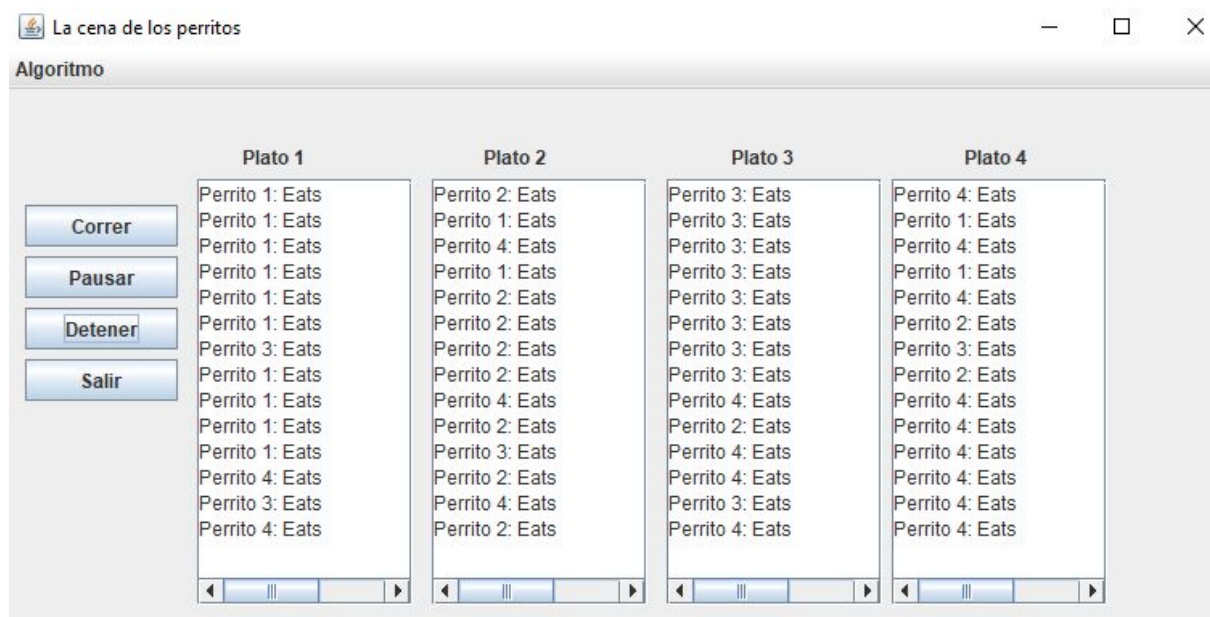 La cena de los perritos
Algoritmo
Plato 1 Plato 2 Plato 3 Plato 4
Correr
Pausar
Detener
Salir
Perrito 1: Eats
Perrito 1: Eats
Perrito 1: Eats
Perrito 1: Eats
Perrito 1: Eats
Perrito 1: Eats
Perrito 3: Eats
Perrito 1: Eats
Perrito 1: Eats
Perrito 1: Eats
Perrito 1: Eats
Perrito 4: Eats
Perrito 3: Eats
Perrito 4: Eats
Perrito 2: Eats
Perrito 1: Eats
Perrito 4: Eats
Perrito 1: Eats
Perrito 2: Eats
Perrito 2: Eats
Perrito 2: Eats
Perrito 2: Eats
Perrito 4: Eats
Perrito 2: Eats
Perrito 3: Eats
Perrito 2: Eats
Perrito 4: Eats
Perrito 2: Eats
Perrito 3: Eats
Perrito 3: Eats
Perrito 3: Eats
Perrito 3: Eats
Perrito 3: Eats
Perrito 3: Eats
Perrito 3: Eats
Perrito 3: Eats
Perrito 4: Eats
Perrito 2: Eats
Perrito 4: Eats
Perrito 4: Eats
Perrito 3: Eats
Perrito 4: Eats
Perrito 4: Eats
Perrito 1: Eats
Perrito 4: Eats
Perrito 1: Eats
Perrito 4: Eats
Perrito 2: Eats
Perrito 3: Eats
Perrito 2: Eats
Perrito 4: Eats
Perrito 4: Eats
Perrito 4: Eats
Perrito 4: Eats
Perrito 4: Eats
Perrito 4: Eats